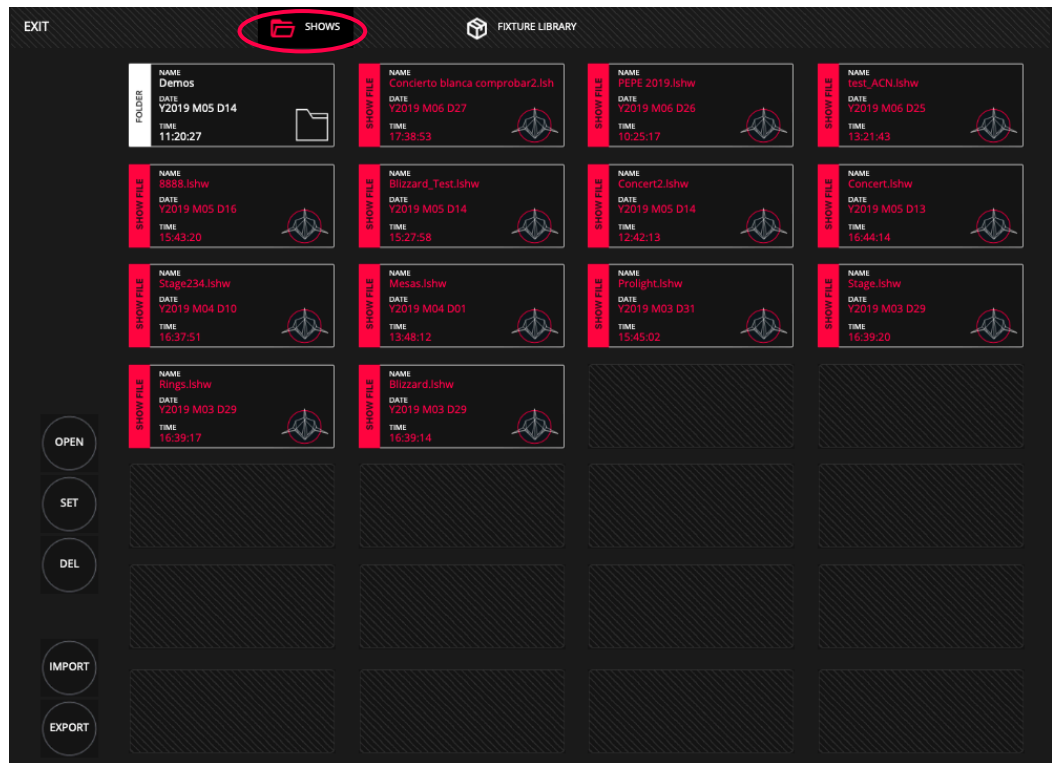 EXIT
SHOWS
FIXTURE LIBRARY
FOLDER
NAME
Demos
DATE
Y2019 M05 D14
TIME
11:20:27
SHOW FILE
NAME
Concierto blanca comprobar2.lsh
DATE
Y2019 M06 D27
TIME
17:38:53
SHOW FILE
NAME
PEPE 2019.lshw
DATE
Y2019 M06 D26
TIME
10:25:17
SHOW FILE
NAME
test_ACN.lshw
DATE
Y2019 M06 D25
TIME
13:21:43
SHOW FILE
NAME
8888.lshw
DATE
Y2019 M05 D16
TIME
15:43:20
SHOW FILE
NAME
Blizzard_Test.lshw
DATE
Y2019 M05 D14
TIME
15:27:58
SHOW FILE
NAME
Concert2.lshw
DATE
Y2019 M05 D14
TIME
12:42:13
SHOW FILE
NAME
Concert.lshw
DATE
Y2019 M05 D13
TIME
16:44:14
SHOW FILE
NAME
Stage234.lshw
DATE
Y2019 M04 D10
TIME
16:37:51
SHOW FILE
NAME
Mesas.lshw
DATE
Y2019 M04 D01
TIME
13:48:12
SHOW FILE
NAME
Prolight.lshw
DATE
Y2019 M03 D31
TIME
15:45:02
SHOW FILE
NAME
Stage.lshw
DATE
Y2019 M03 D29
TIME
16:39:20
SHOW FILE
NAME
Rings.lshw
DATE
Y2019 M03 D29
TIME
16:39:17
SHOW FILE
NAME
Blizzard.lshw
DATE
Y2019 M03 D29
TIME
16:39:14
OPEN
SET
DEL
IMPORT
EXPORT